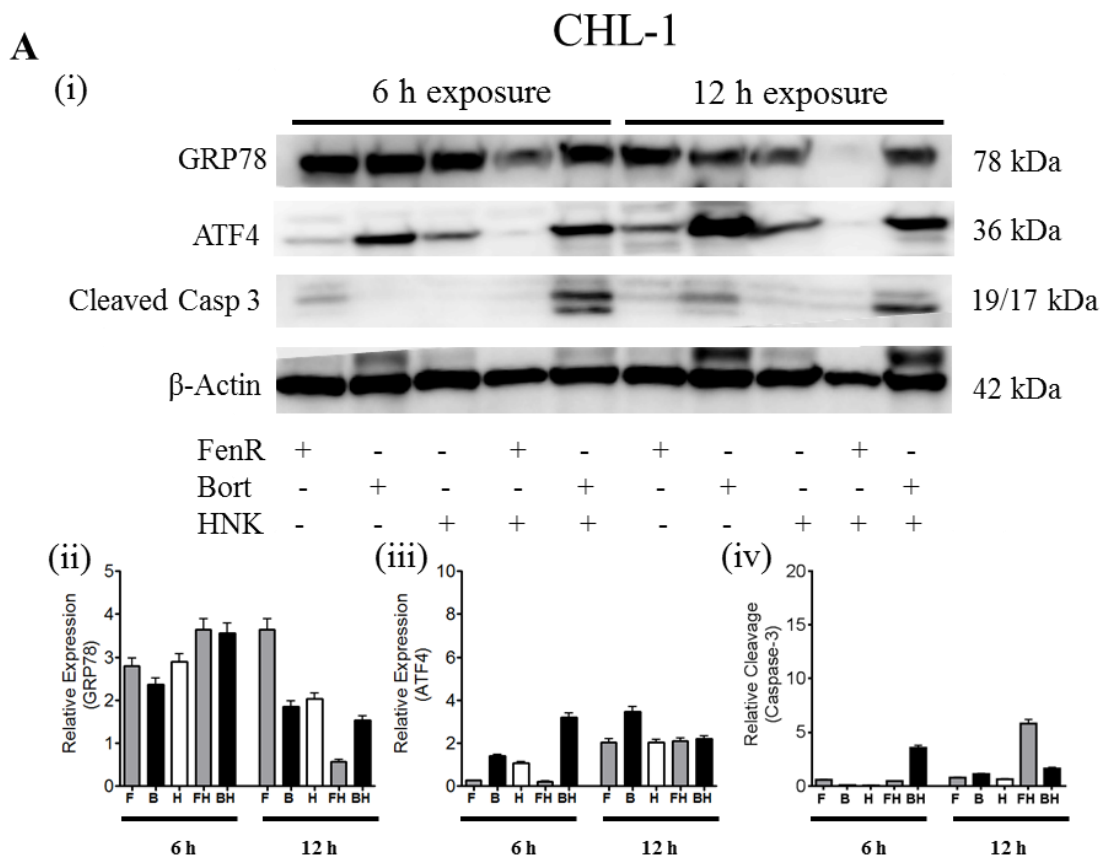 CHL-1
A
(i)
6 h exposure 12 h exposure
GRP78 78 kDa
ATF4 36 kDa
Cleaved Casp 3 19/17 kDa
β-Actin 42 kDa
FenR + - - + - + - - + -
Bort - + - - + - + - - +
HNK - - + + + - - + + +
(ii)
Relative Expression
(GRP78)
5
4
3
2
1
0
F B H FH BH F B H FH BH
6 h 12 h
(iii)
Relative Expression
(ATF4)
10
8
6
4
2
0
F B H FH BH F B H FH BH
6 h 12 h
(iv)
Relative Cleavage
(Caspase-3)
20
15
10
5
0
F B H FH BH F B H FH BH
6 h 12 h